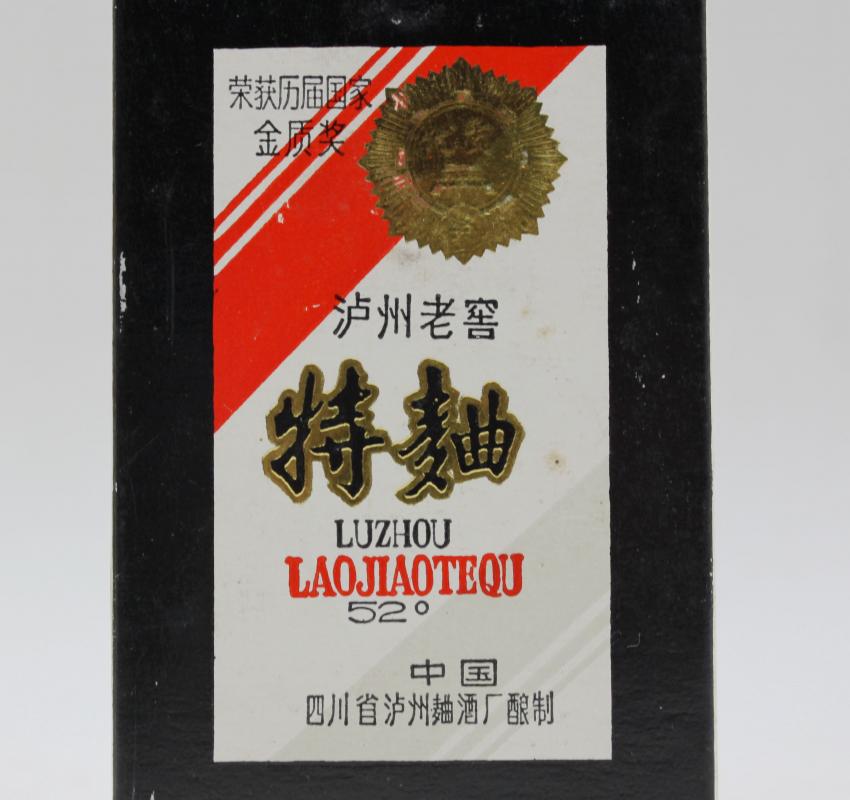 荣获历届国家
金质奖
泸州老窖
特麯
LUZHOU
LAOJIAOTEQU
52°
中国
四川省泸州麯酒厂酿制